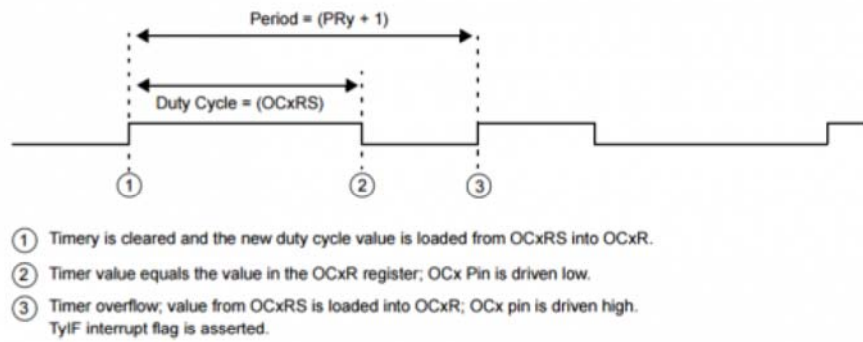 Period = (PRy + 1)
Duty Cycle = (OCxRS)
1 2 3
1 Timery is cleared and the new duty cycle value is loaded from OCxRS into OCxR.
2 Timer value equals the value in the OCxR register; OCx Pin is driven low.
3 Timer overflow; value from OCxRS is loaded into OCxR; OCx pin is driven high.
TyIF interrupt flag is asserted.